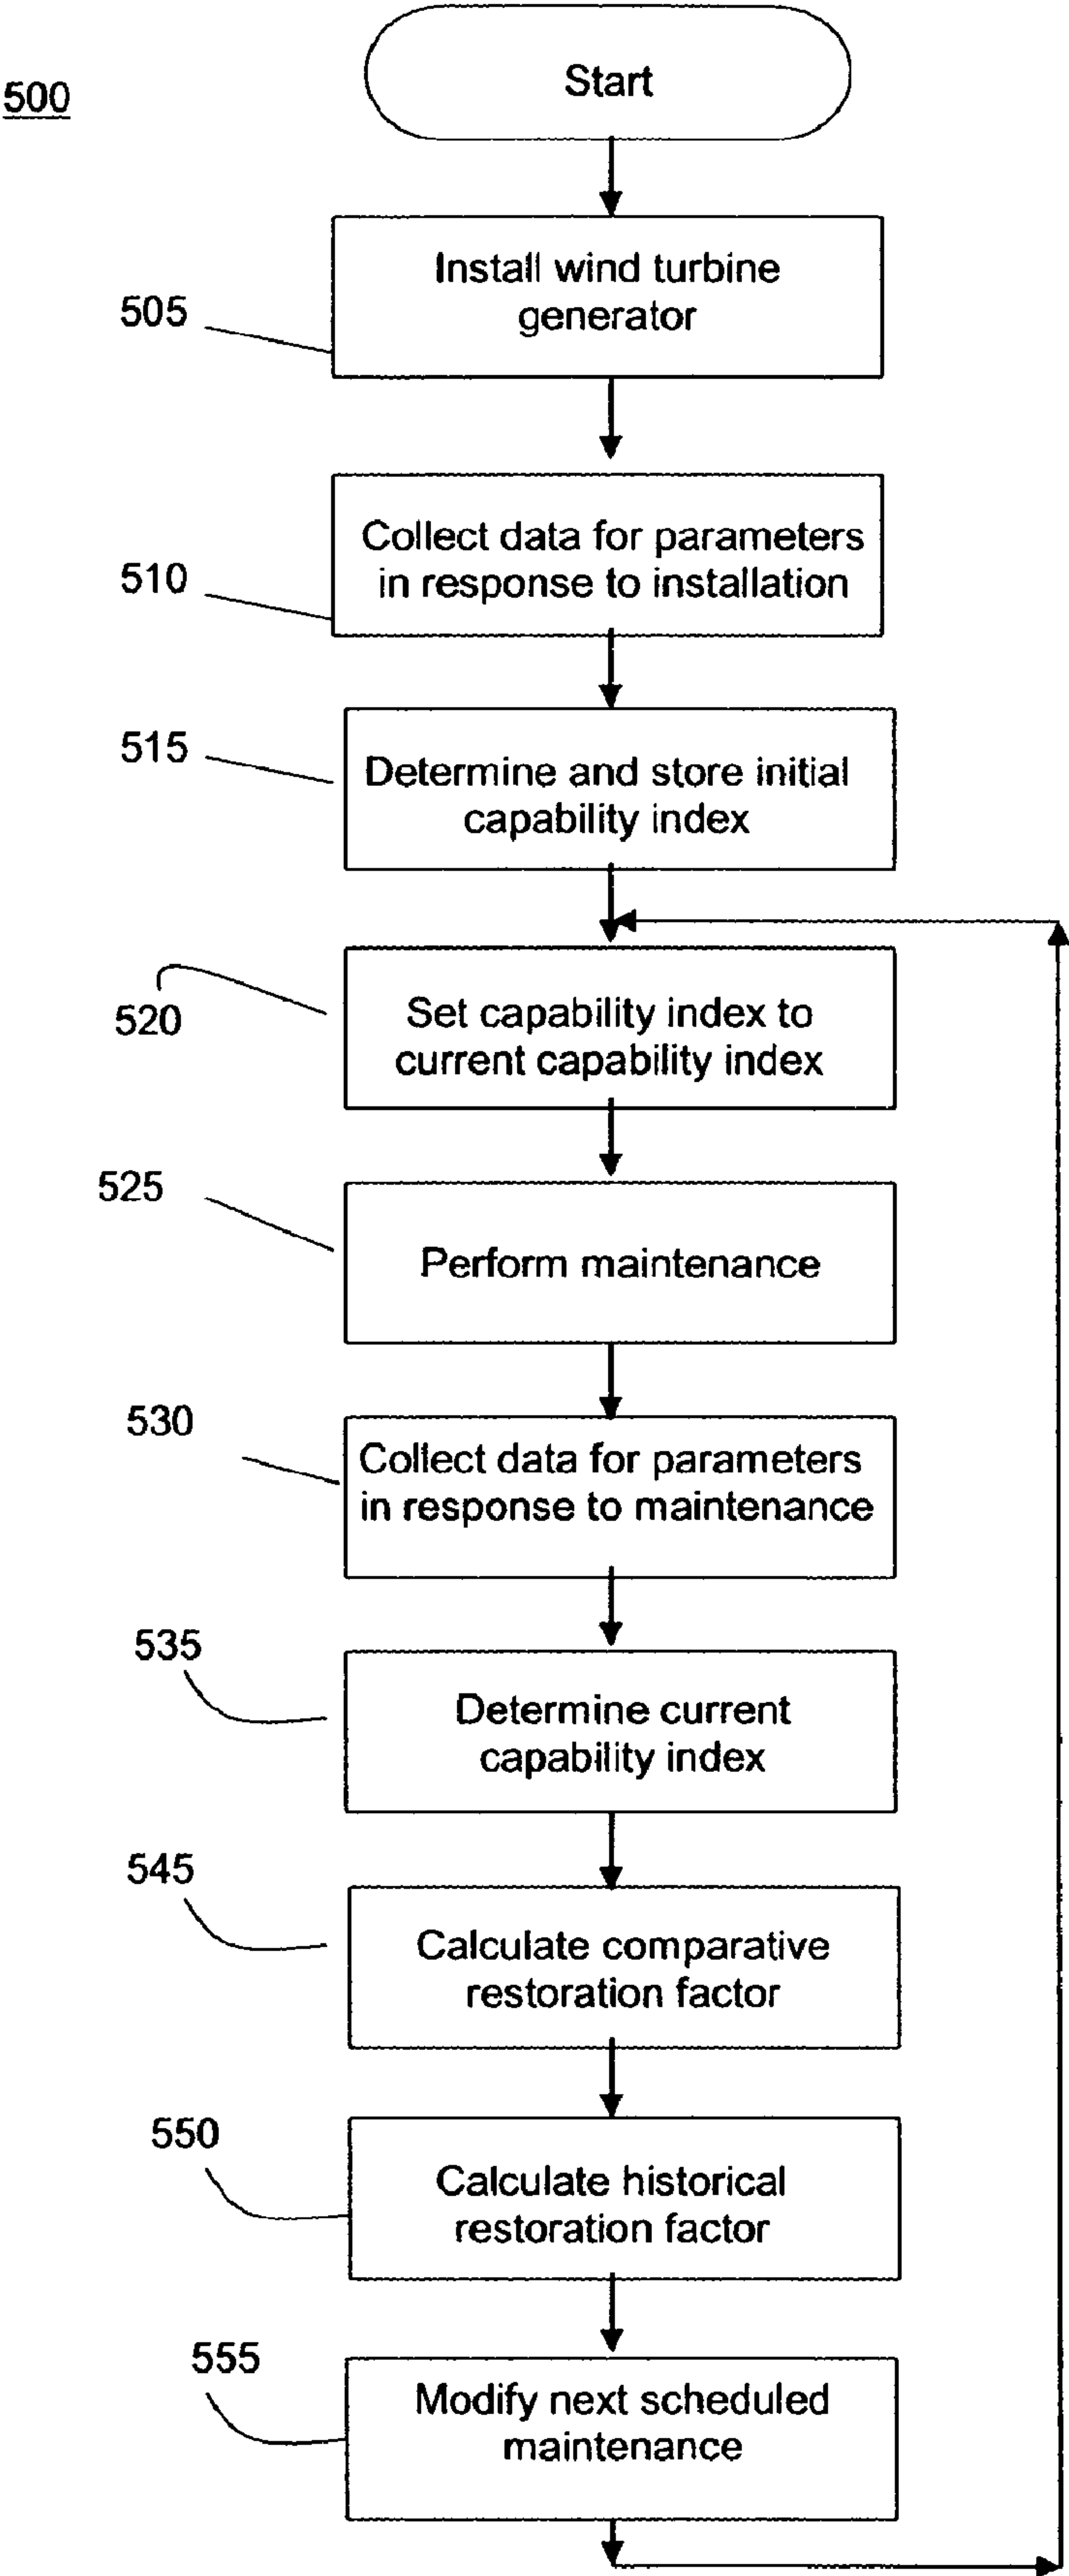 500
Start
505
Install wind turbine
generator
510
Collect data for parameters
in response to installation
515
Determine and store initial
capability index
520
Set capability index to
current capability index
525
Perform maintenance
530
Collect data for parameters
in response to maintenance
535
Determine current
capability index
545
Calculate comparative
restoration factor
550
Calculate historical
restoration factor
555
Modify next scheduled
maintenance